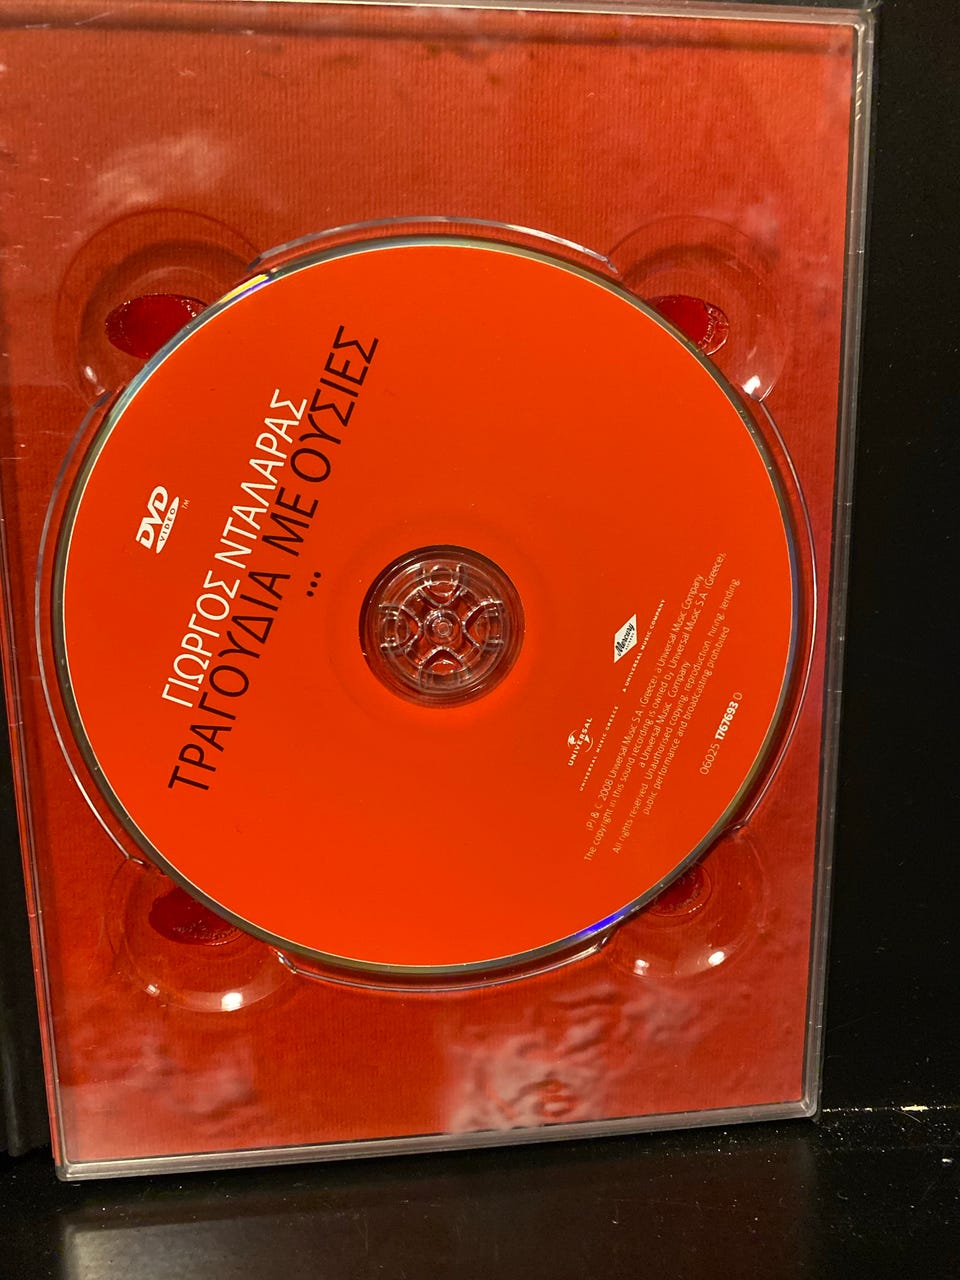 DVD
VIDEO ™
ΓΙΩΡΓΟΣ ΝΤΑΛΑΡΑΣ
ΤΡΑΓΟΥΔΙΑ ΜΕ ΟΥΣΙΕΣ
...
UNIVERSAL
UNIVERSAL MUSIC GREECE
Mercury
A UNIVERSAL MUSIC COMPANY
(P) & C 2008 Universal Music S.A. (Greece) a Universal Music Company
The copyright in this sound recording is owned by Universal Music S.A. (Greece),
a Universal Music Company
All rights reserved. Unauthorised copying, reproduction, hiring, lending,
public performance and broadcasting prohibited
06025 1767693 0